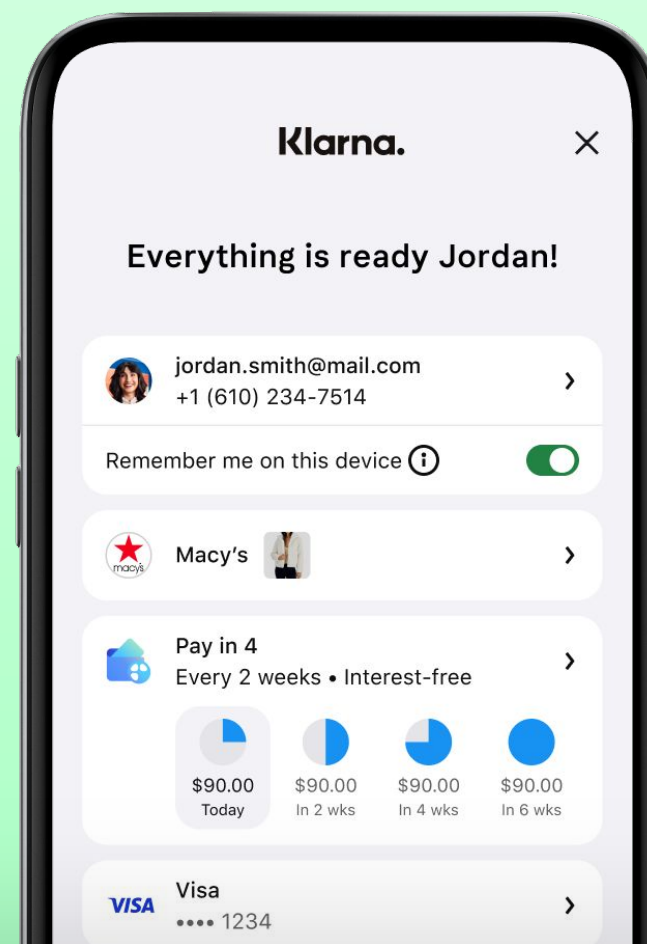 Klarna.
Everything is ready Jordan!
jordan.smith@mail.com
+1 (610) 234-7514
Remember me on this device
macy's
Macy's
Pay in 4
Every 2 weeks • Interest-free
$90.00 $90.00 $90.00 $90.00
Today In 2 wks In 4 wks In 6 wks
VISA
Visa
•••• 1234